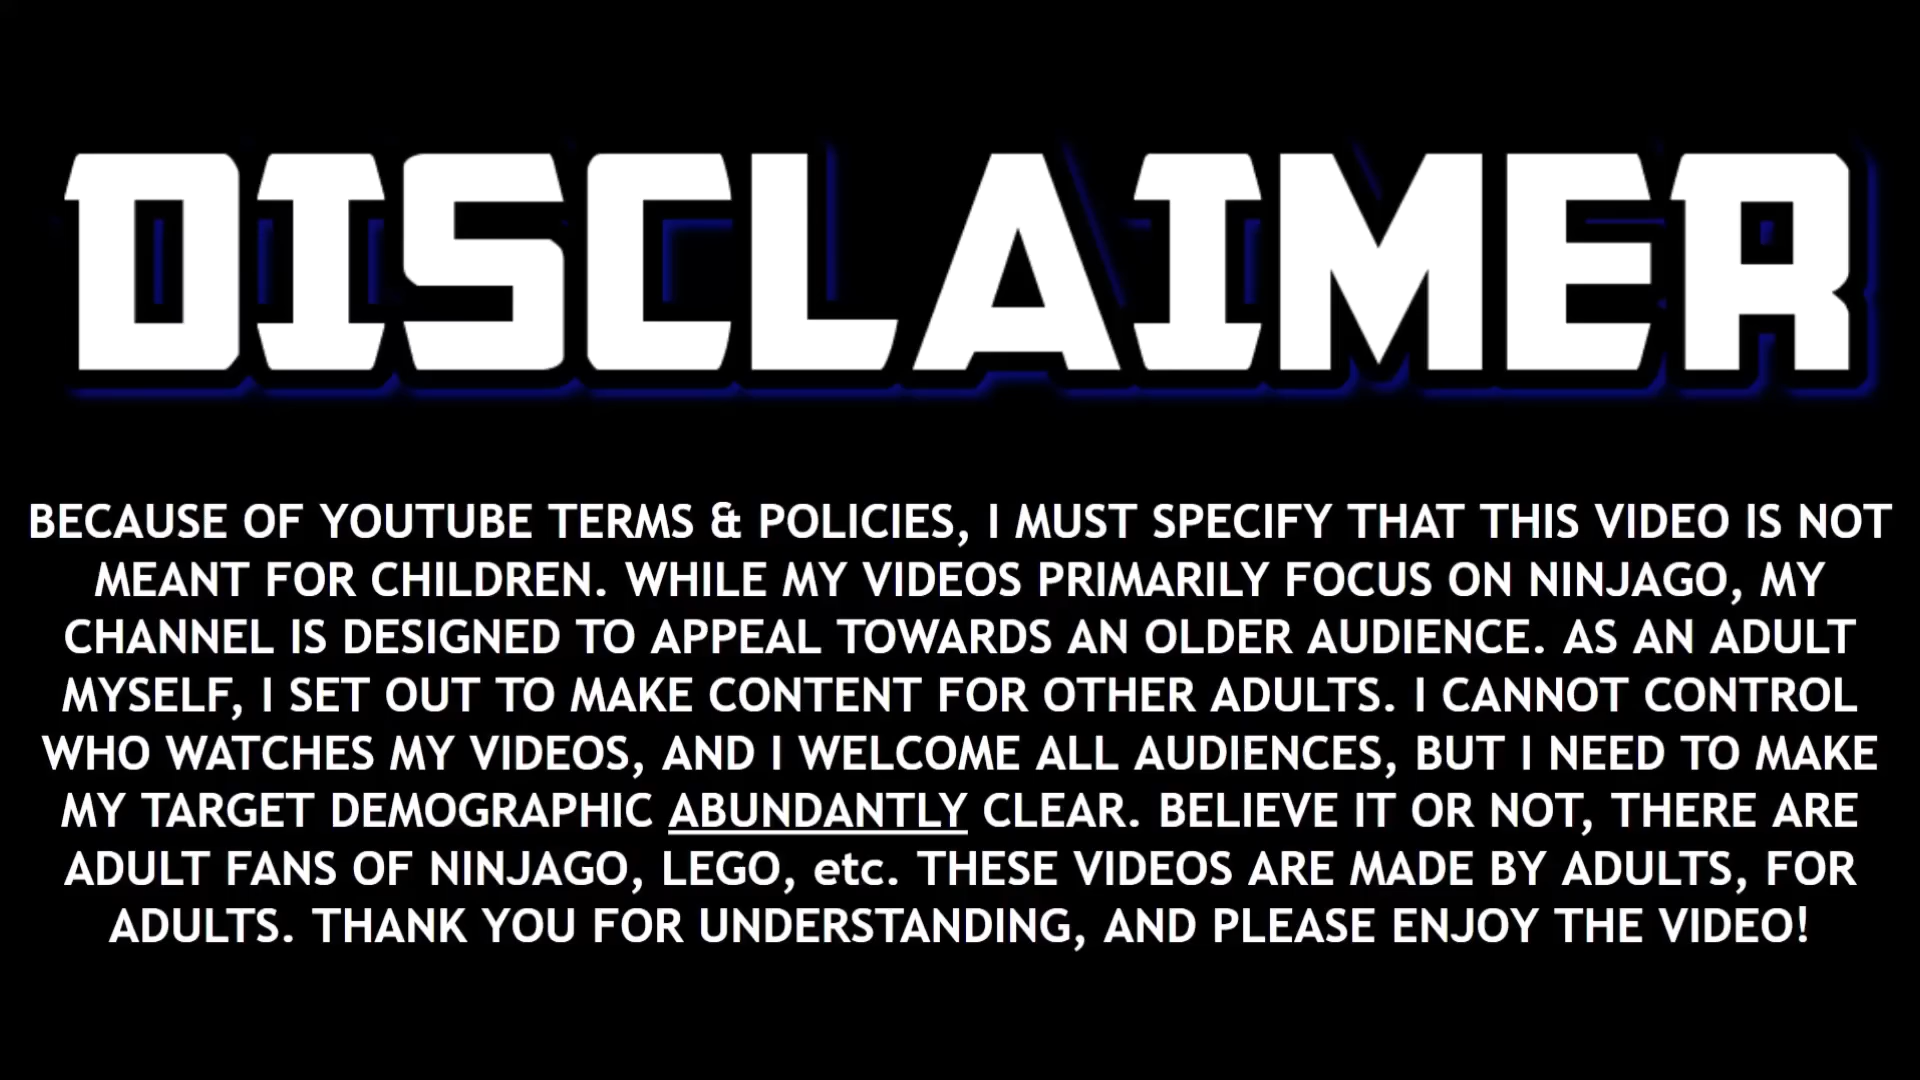 DISCLAIMER
BECAUSE OF YOUTUBE TERMS & POLICIES, I MUST SPECIFY THAT THIS VIDEO IS NOT
MEANT FOR CHILDREN. WHILE MY VIDEOS PRIMARILY FOCUS ON NINJAGO, MY
CHANNEL IS DESIGNED TO APPEAL TOWARDS AN OLDER AUDIENCE. AS AN ADULT
MYSELF, I SET OUT TO MAKE CONTENT FOR OTHER ADULTS. I CANNOT CONTROL
WHO WATCHES MY VIDEOS, AND I WELCOME ALL AUDIENCES, BUT I NEED TO MAKE
MY TARGET DEMOGRAPHIC ABUNDANTLY CLEAR. BELIEVE IT OR NOT, THERE ARE
ADULT FANS OF NINJAGO, LEGO, etc. THESE VIDEOS ARE MADE BY ADULTS, FOR
ADULTS. THANK YOU FOR UNDERSTANDING, AND PLEASE ENJOY THE VIDEO!